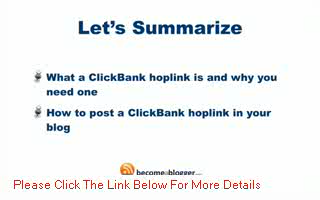 Let's Summarize
What a ClickBank hoplink is and why you
need one
How to post a ClickBank hoplink in your
blog
becomeablogger
Please Click The Link Below For More Details